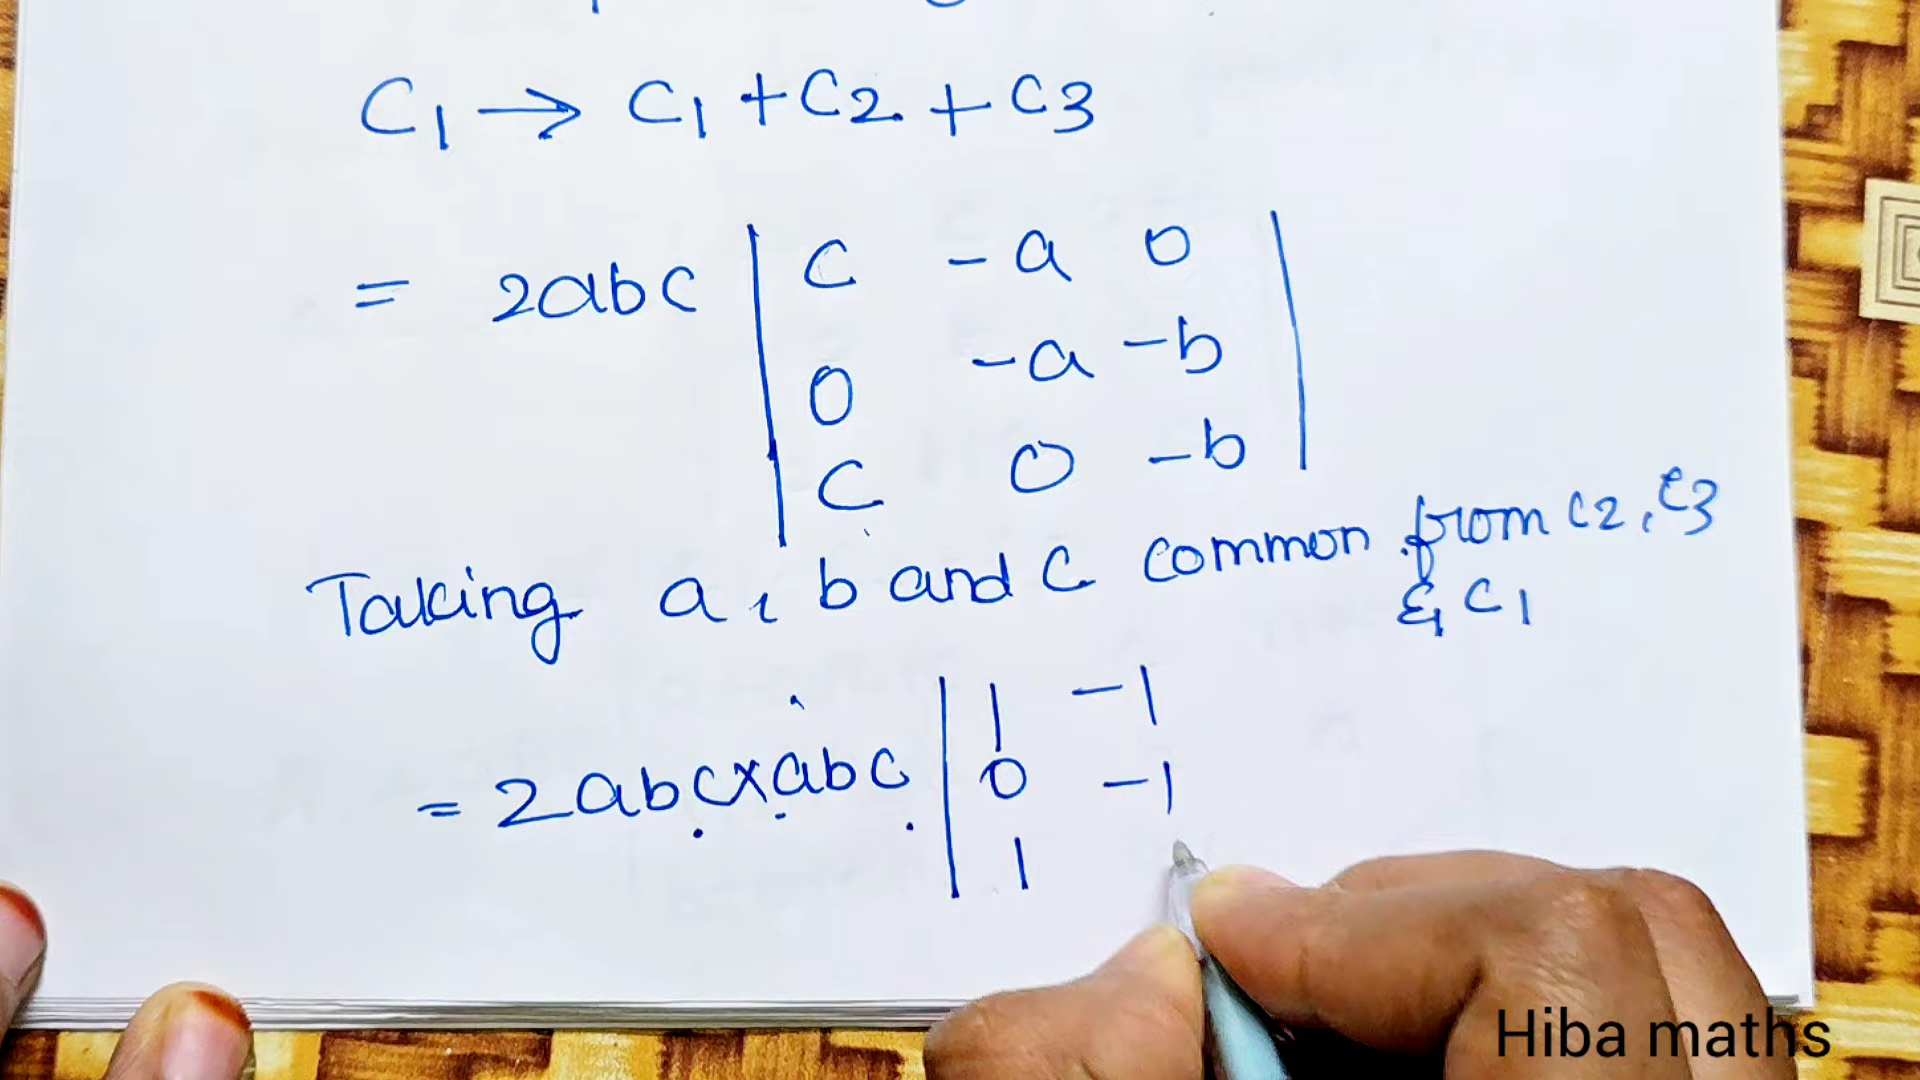 C1 → C1 + C2 + C3
= 2abc | c -a 0 |
0 -a -b
c 0 -b
Taking a, b and c common from C2, C3
& C1
= 2abc×abc | 1 -1
0 -1
1
Hiba maths